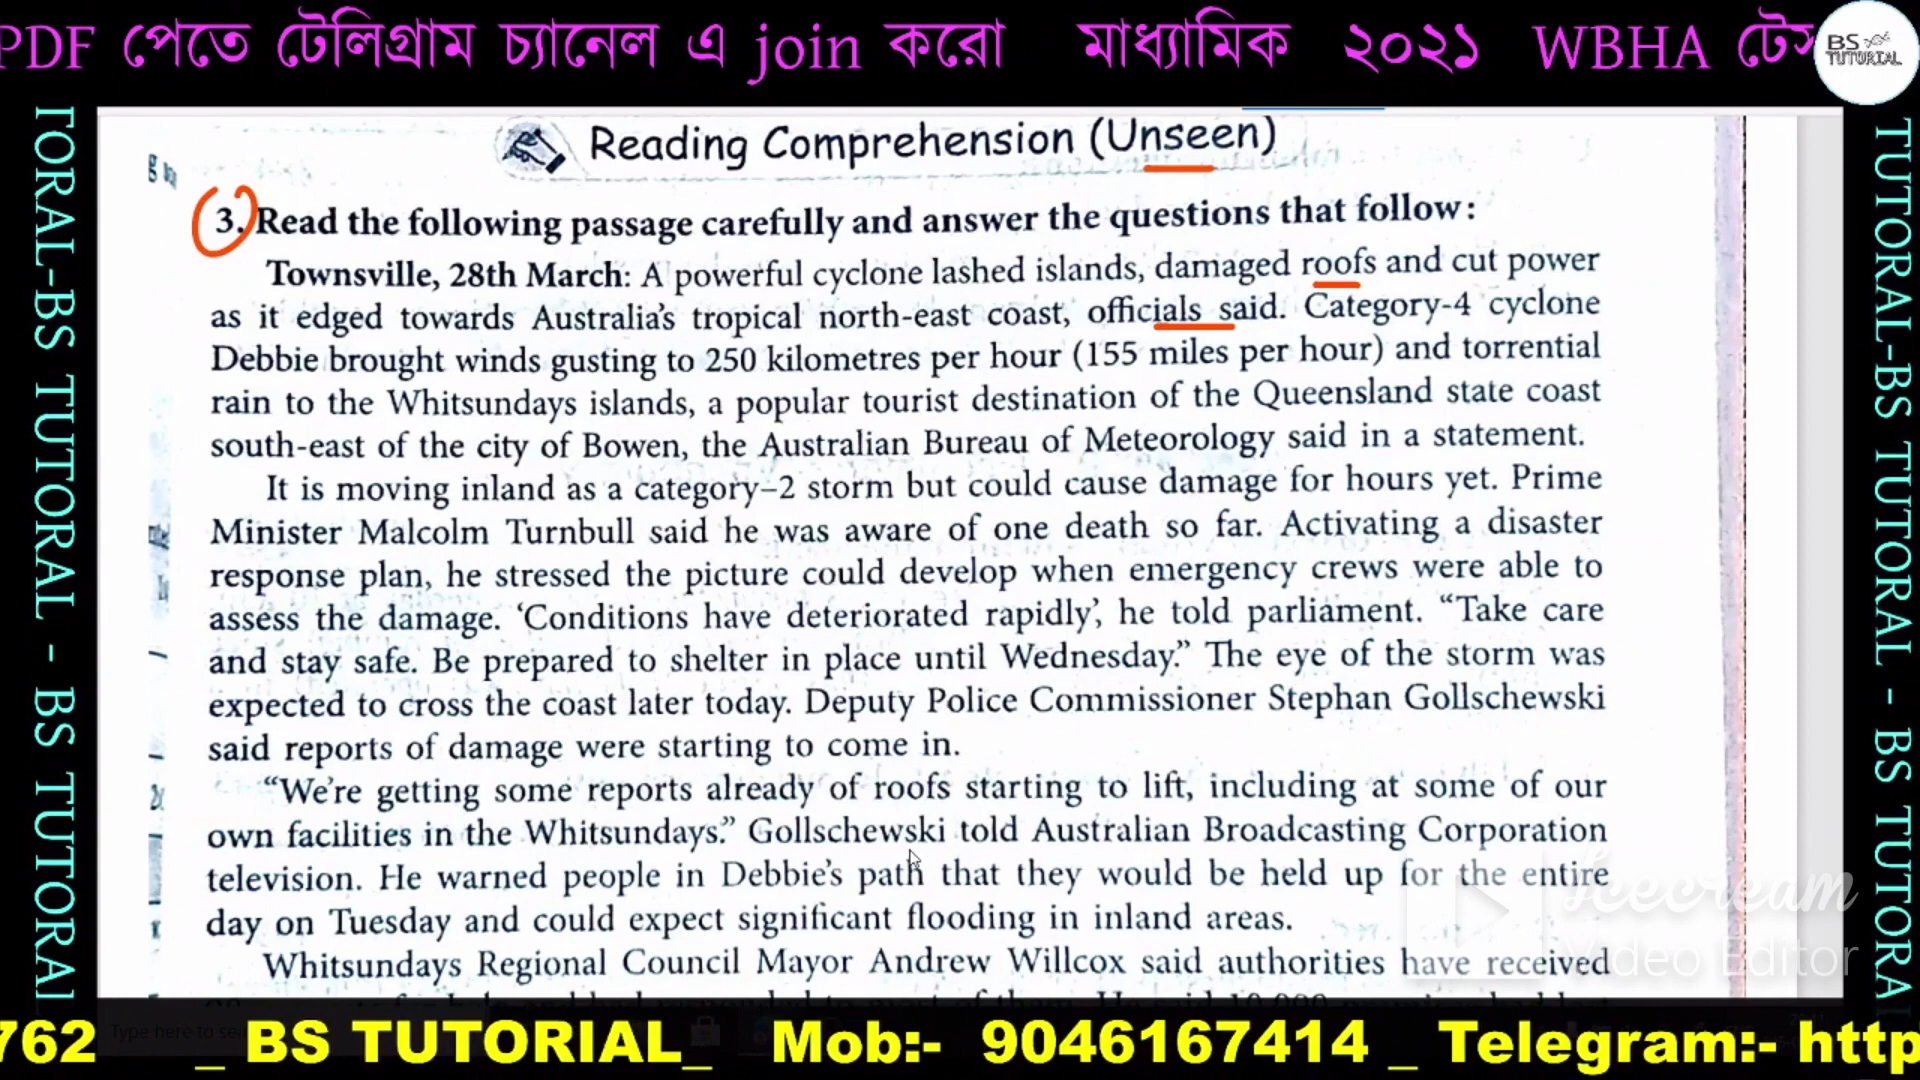 PDF পেতে টেলিগ্রাম চ্যানেল এ join করো মাধ্যামিক ২০২১ WBHA
BS
TUTORIAL
Reading Comprehension (Unseen)
3. Read the following passage carefully and answer the questions that follow:
Townsville, 28th March: A powerful cyclone lashed islands, damaged roofs and cut power
as it edged towards Australia's tropical north-east coast, officials said. Category-4 cyclone
Debbie brought winds gusting to 250 kilometres per hour (155 miles per hour) and torrential
rain to the Whitsundays islands, a popular tourist destination of the Queensland state coast
south-east of the city of Bowen, the Australian Bureau of Meteorology said in a statement.
It is moving inland as a category–2 storm but could cause damage for hours yet. Prime
Minister Malcolm Turnbull said he was aware of one death so far. Activating a disaster
response plan, he stressed the picture could develop when emergency crews were able to
assess the damage. 'Conditions have deteriorated rapidly', he told parliament. “Take care
and stay safe. Be prepared to shelter in place until Wednesday.” The eye of the storm was
expected to cross the coast later today. Deputy Police Commissioner Stephan Gollschewski
said reports of damage were starting to come in.
“We're getting some reports already of roofs starting to lift, including at some of our
own facilities in the Whitsundays.” Gollschewski told Australian Broadcasting Corporation
television. He warned people in Debbie's path that they would be held up for the entire
day on Tuesday and could expect significant flooding in inland areas.
Whitsundays Regional Council Mayor Andrew Willcox said authorities have received
Icecream
Video Editor
TORIAL-BS TUTORIAL - BS TUTORIAL
TUTORIAL-BS TUTORIAL - BS TUTORIAL
Type here to
762 _ BS TUTORIAL_ Mob:- 9046167414 _ Telegram:- http